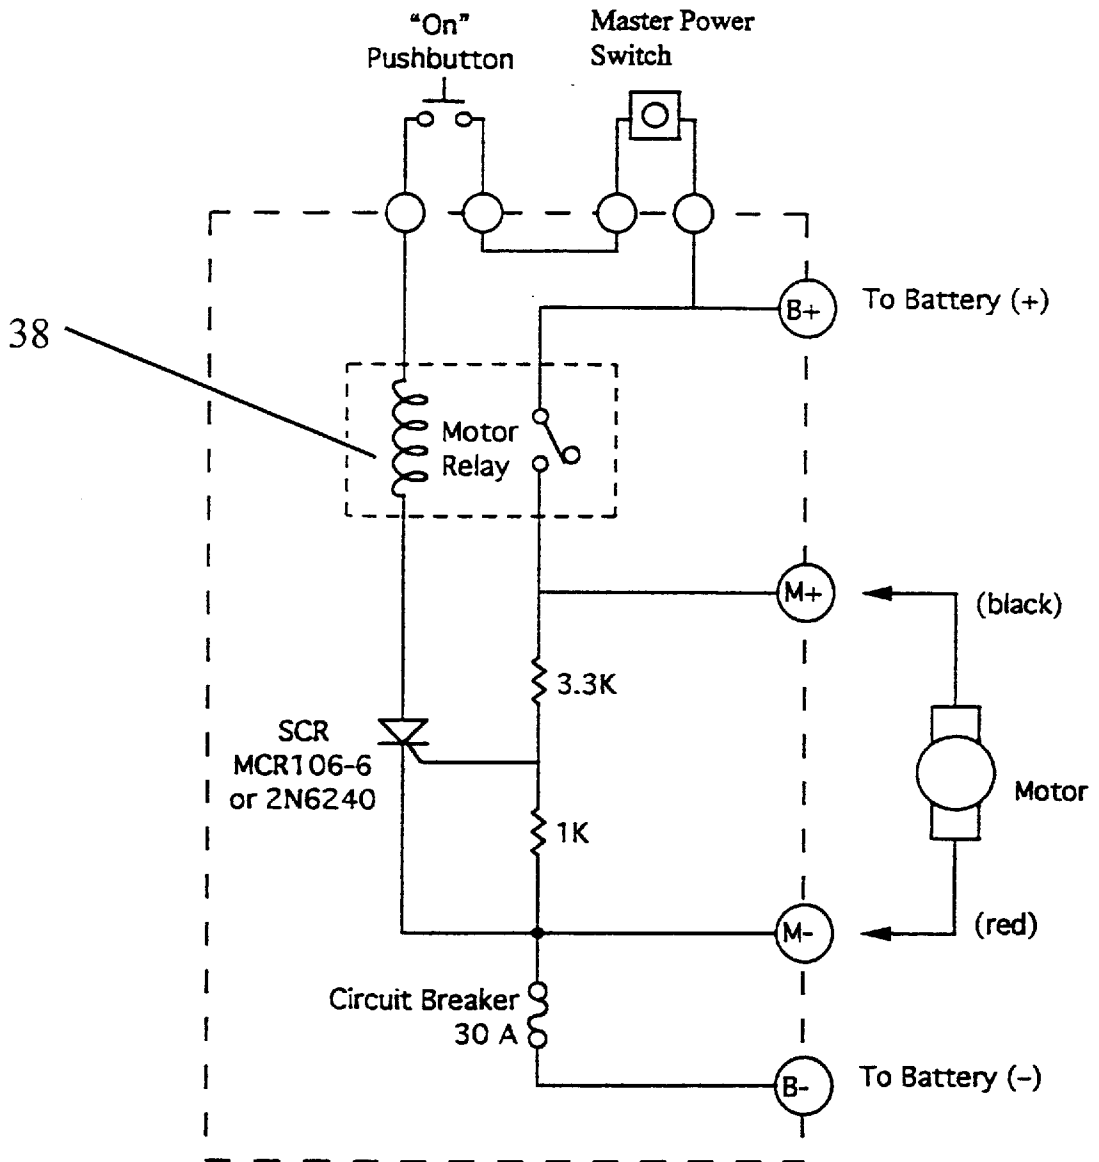 “On”
Pushbutton
Master Power
Switch
B+
To Battery (+)
38
Motor
Relay
M+
(black)
3.3K
SCR
MCR106-6
or 2N6240
1K
Motor
M-
(red)
Circuit Breaker
30 A
B-
To Battery (–)